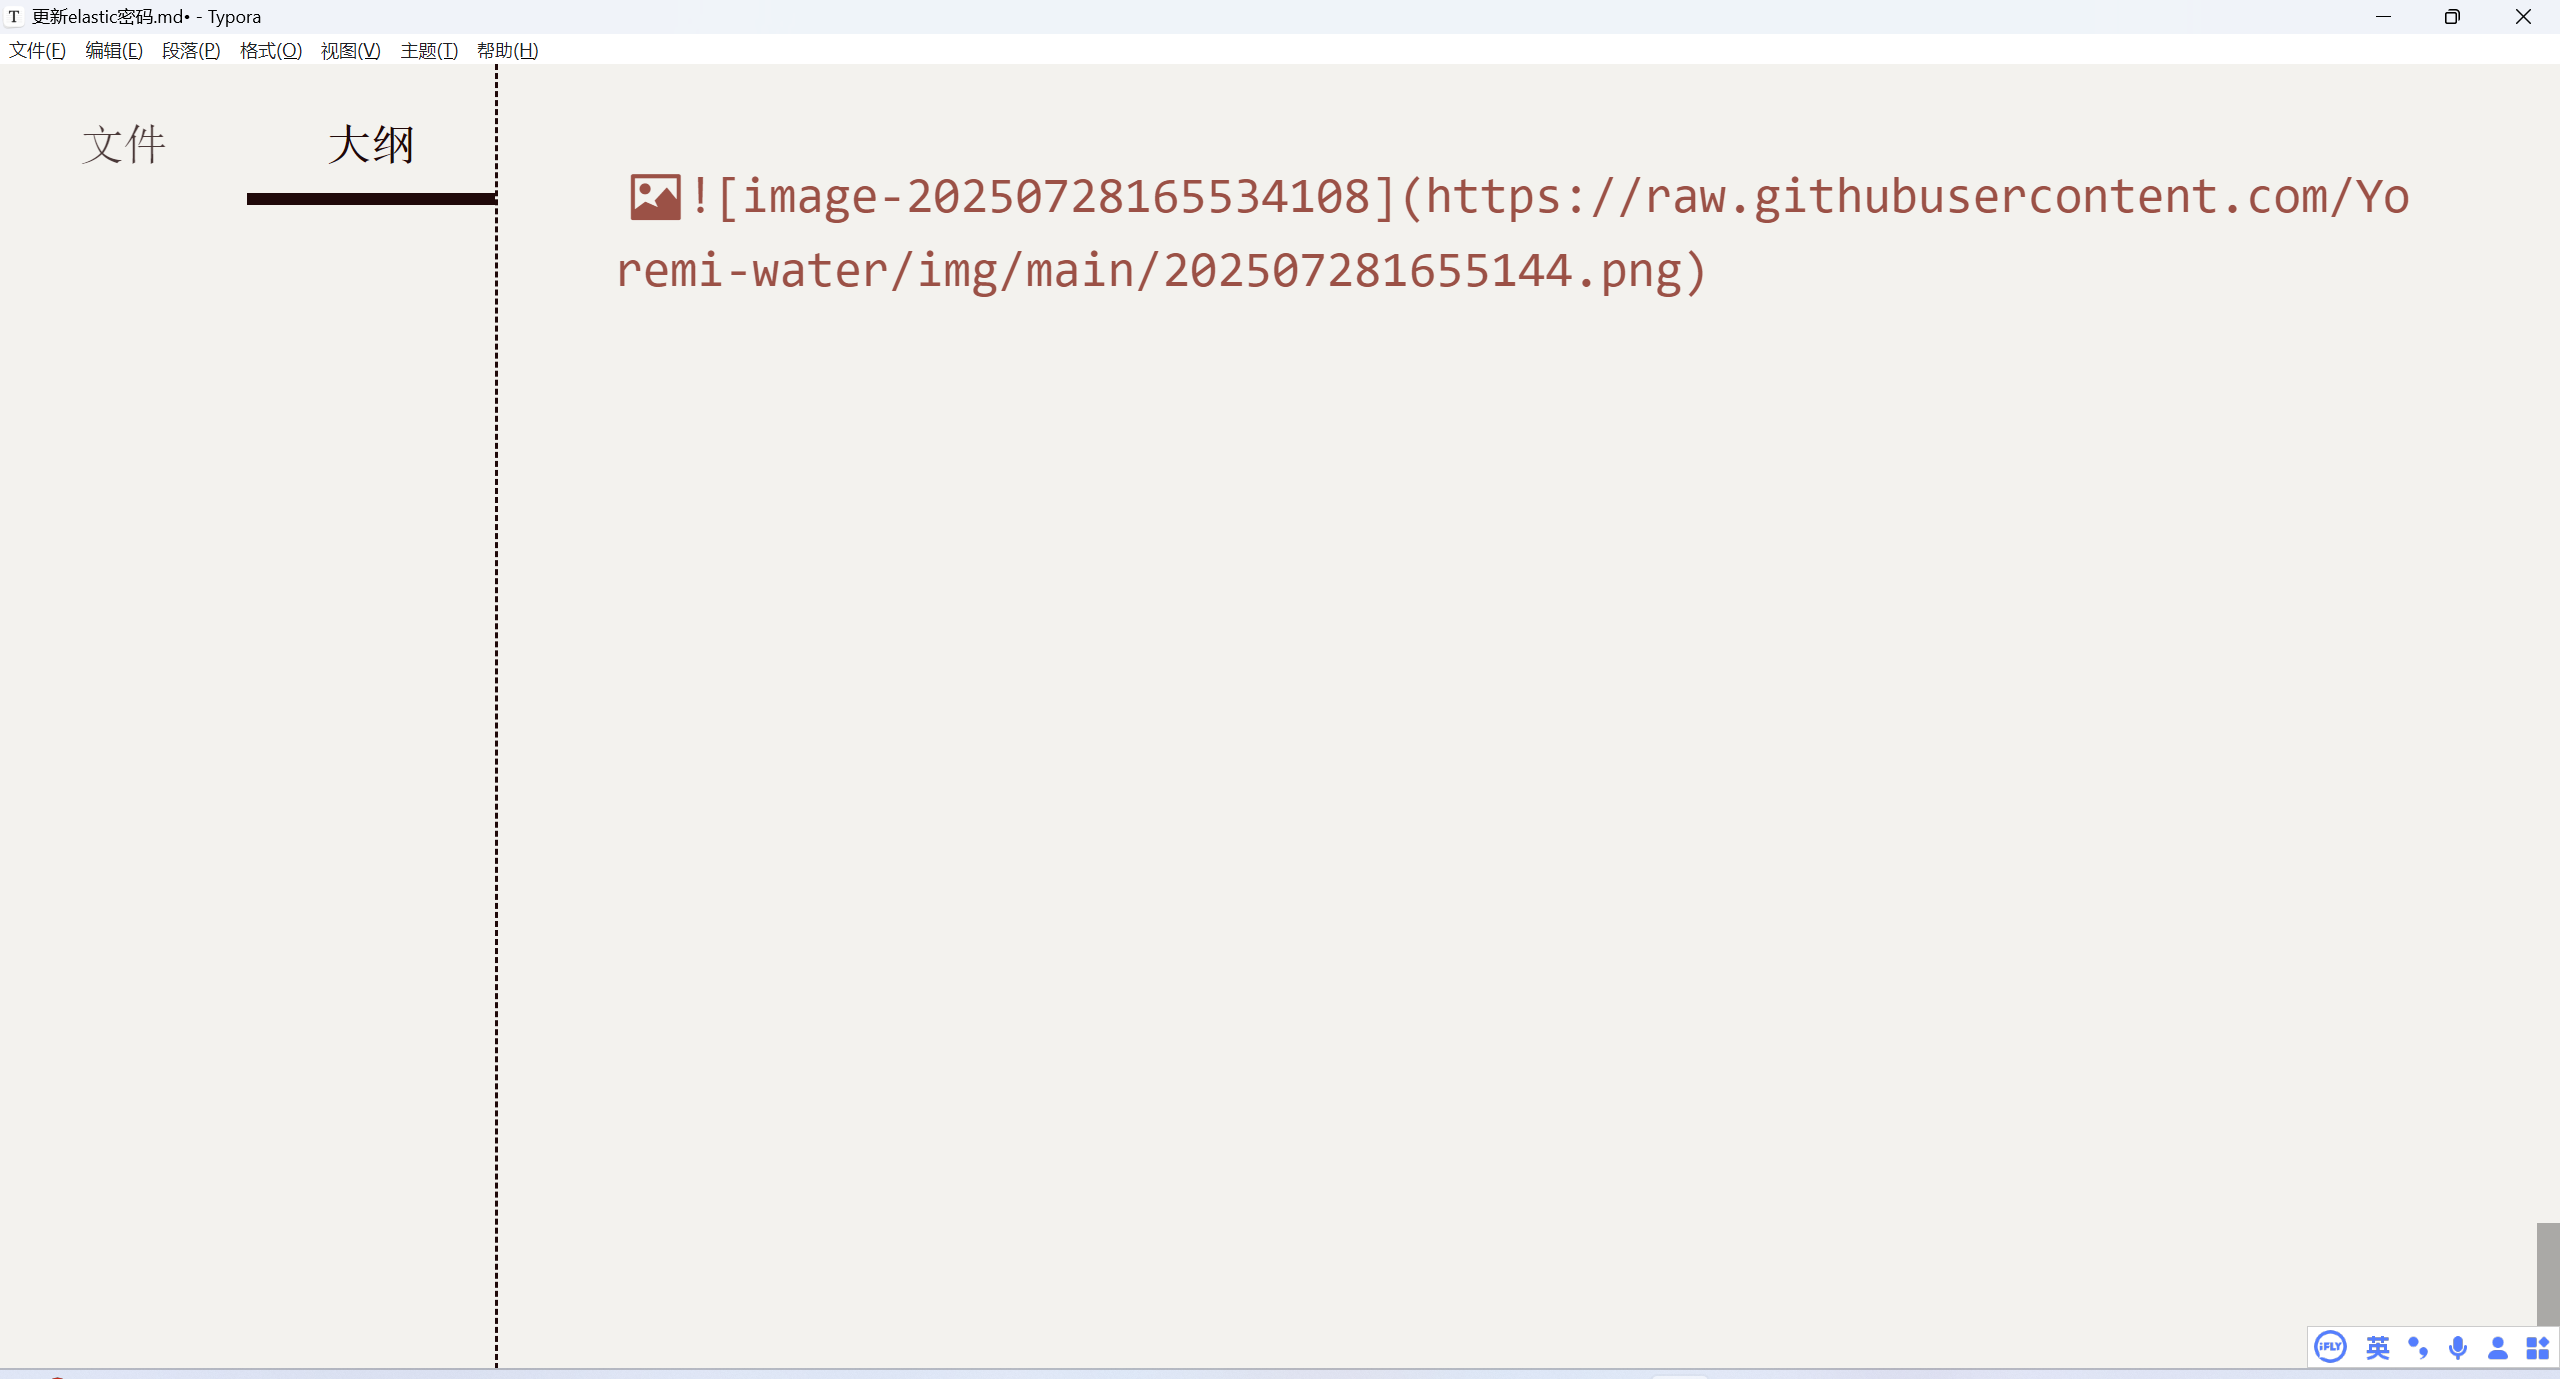 T 更新elastic密码.md• - Typora
文件(F) 编辑(E) 段落(P) 格式(O) 视图(V) 主题(T) 帮助(H)
文件 大纲
![image-20250728165534108](https://raw.githubusercontent.com/Yo
remi-water/img/main/202507281655144.png)
iFLY 英